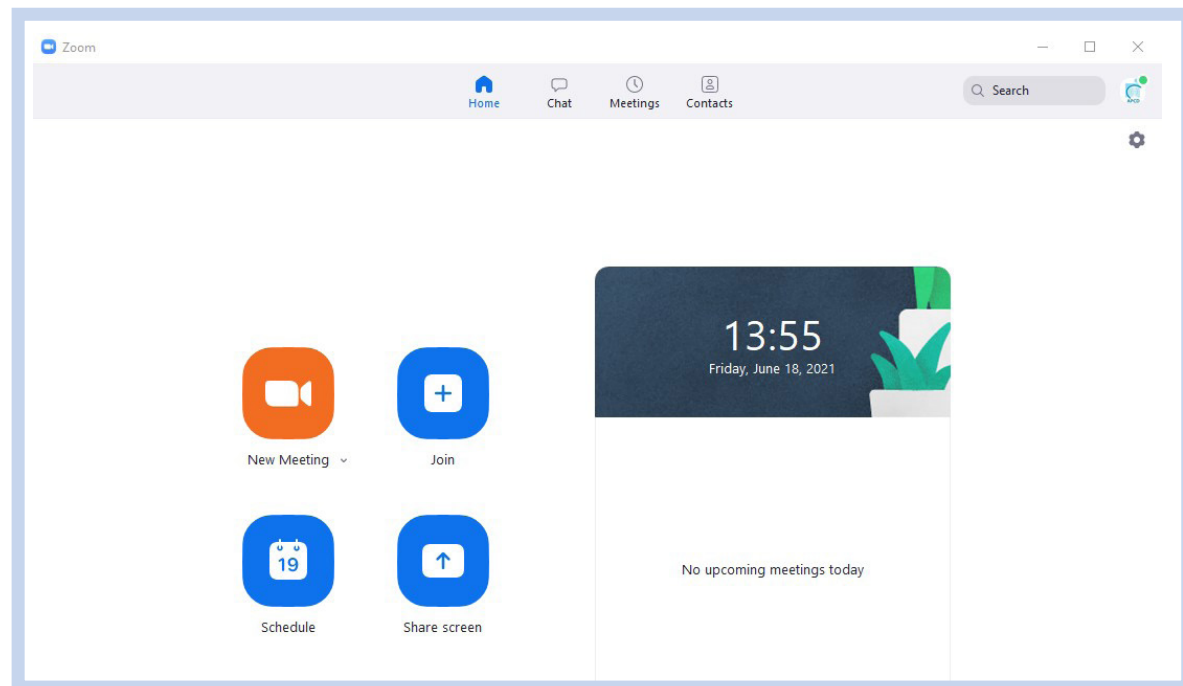 Zoom
Home
Chat
Meetings
Contacts
Search
APCD
13:55
Friday, June 18, 2021
New Meeting
Join
19
Schedule
Share screen
No upcoming meetings today